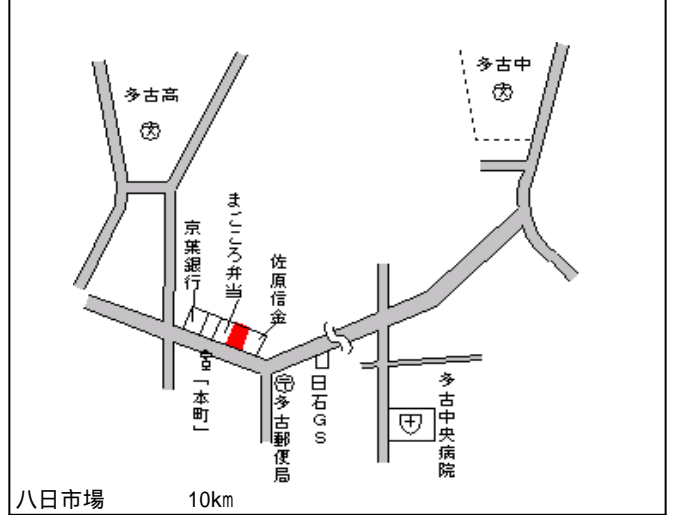 多古中
多古高
まごころ弁当
京葉銀行
佐原信金
「本町」
多古郵便局
日石GS
多古中央病院
八日市場 10km